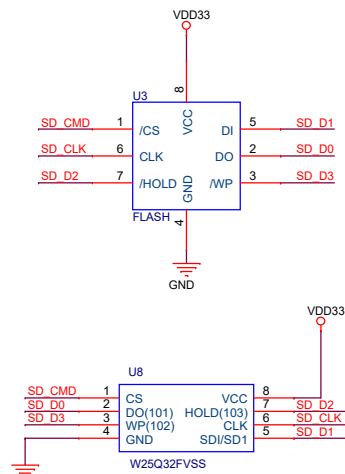 VDD33
U3
8
VCC
SD_CMD 1 /CS DI 5 SD_D1
SD_CLK 6 CLK DO 2 SD_D0
SD_D2 7 /HOLD /WP 3 SD_D3
GND
FLASH
4
GND
VDD33
U8
SD_CMD 1 CS VCC 8
SD_D0 2 DO(101) HOLD(103) 7 SD_D2
SD_D3 3 WP(102) CLK 6 SD_CLK
4 GND SDI/SD1 5 SD_D1
W25Q32FVSS